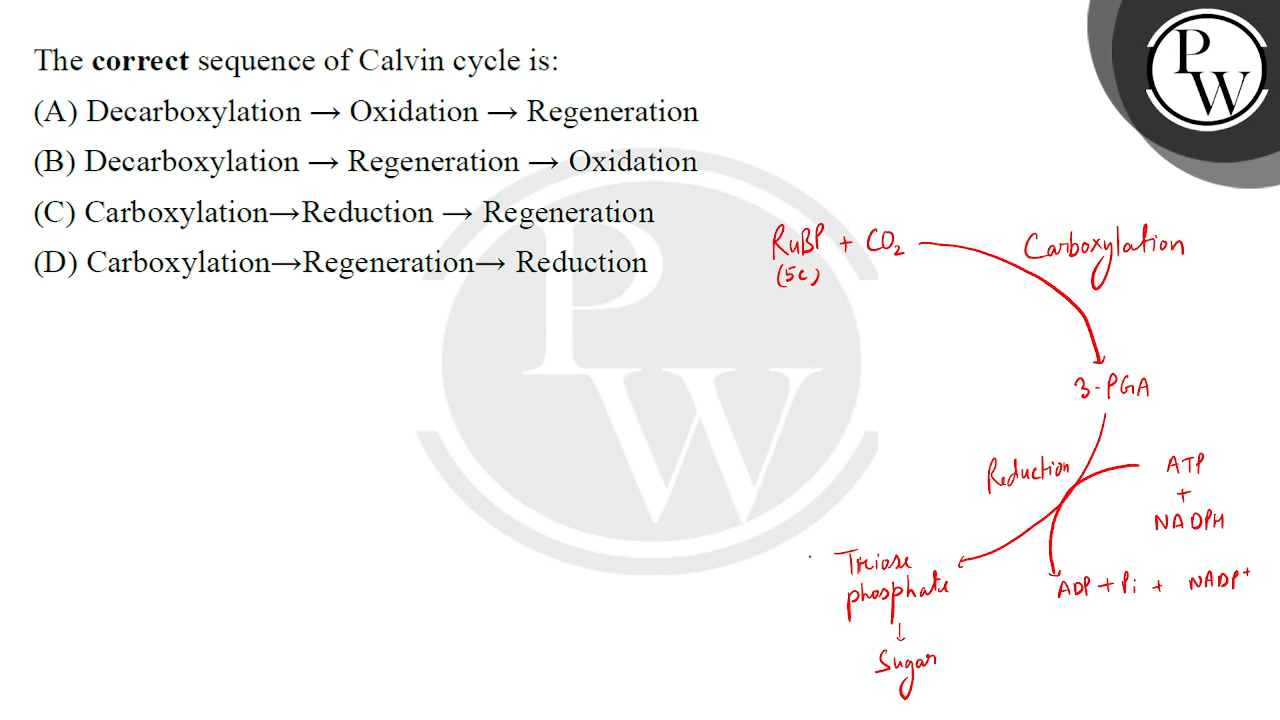 The correct sequence of Calvin cycle is:
(A) Decarboxylation → Oxidation → Regeneration
(B) Decarboxylation → Regeneration → Oxidation
(C) Carboxylation→Reduction → Regeneration
(D) Carboxylation→Regeneration→ Reduction
P
W
P
W
RuBP + CO₂
(5c)
Carboxylation
3-PGA
Reduction
ATP
+
NADPH
Triose
phosphate
ADP + Pi + NADP⁺
↓
Sugar